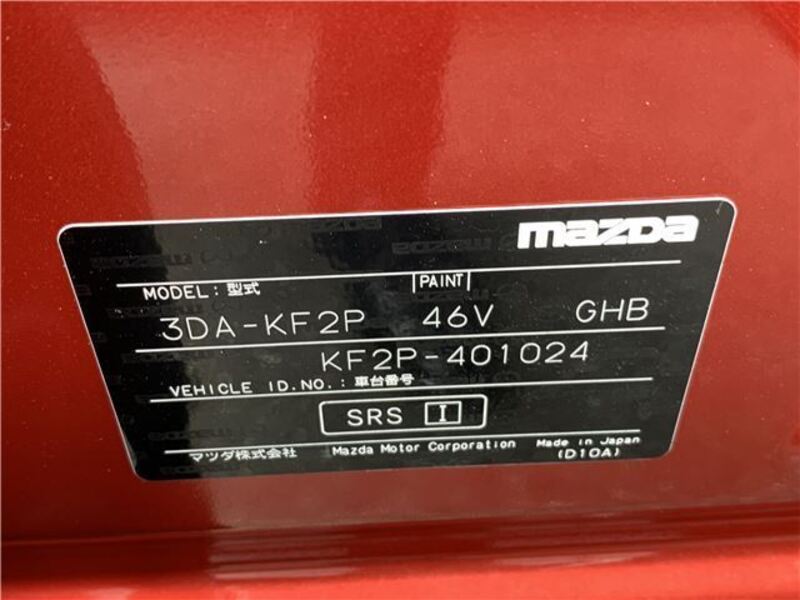 mazda
MODEL : 型式 PAINT
3DA-KF2P 46V GHB
KF2P-401024
VEHICLE ID.NO. : 車台番号
SRS I
マツダ株式会社 Mazda Motor Corporation Made in Japan
(D10A)